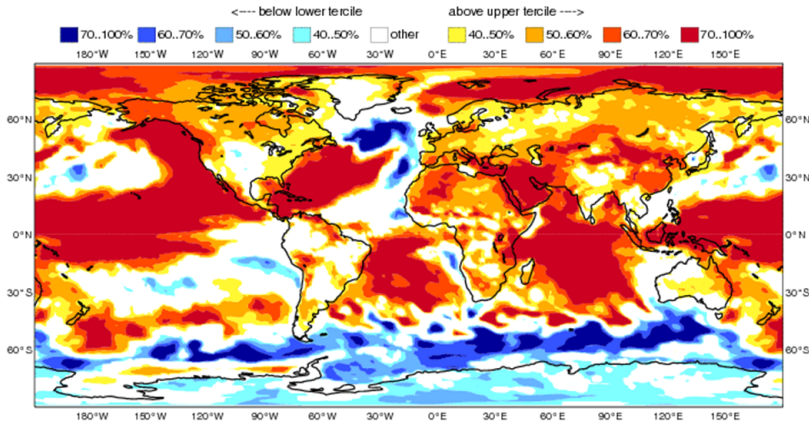 <---- below lower tercile above upper tercile ---->
70..100% 60..70% 50..60% 40..50% other 40..50% 50..60% 60..70% 70..100%
180°W 150°W 120°W 90°W 60°W 30°W 0°E 30°E 60°E 90°E 120°E 150°E
60°N 60°N
30°N 30°N
0°N 0°N
30°S 30°S
60°S 60°S
180°W 150°W 120°W 90°W 60°W 30°W 0°E 30°E 60°E 90°E 120°E 150°E